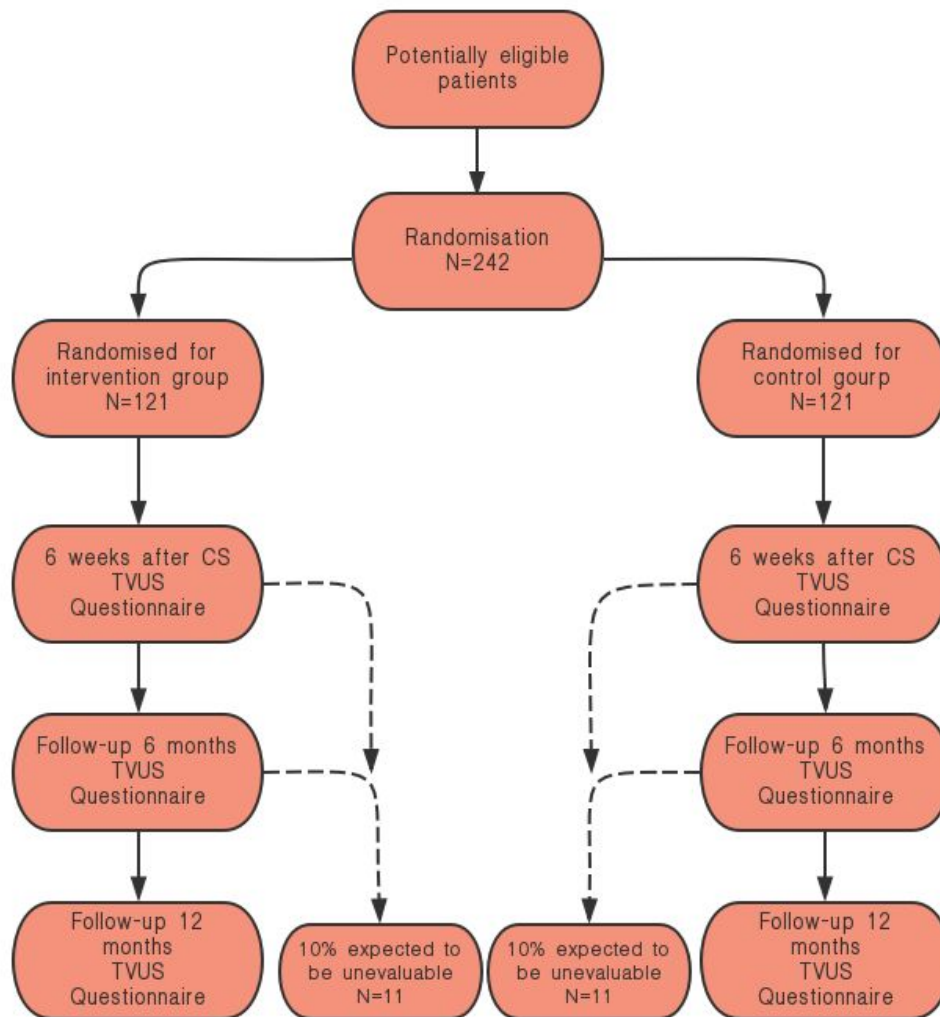 Potentially eligible
patients
Randomisation
N=242
Randomised for
intervention group
N=121
Randomised for
control gourp
N=121
6 weeks after CS
TVUS
Questionnaire
6 weeks after CS
TVUS
Questionnaire
Follow-up 6 months
TVUS
Questionnaire
Follow-up 6 months
TVUS
Questionnaire
Follow-up 12
months
TVUS
Questionnaire
10% expected to
be unevaluable
N=11
10% expected to
be unevaluable
N=11
Follow-up 12
months
TVUS
Questionnaire